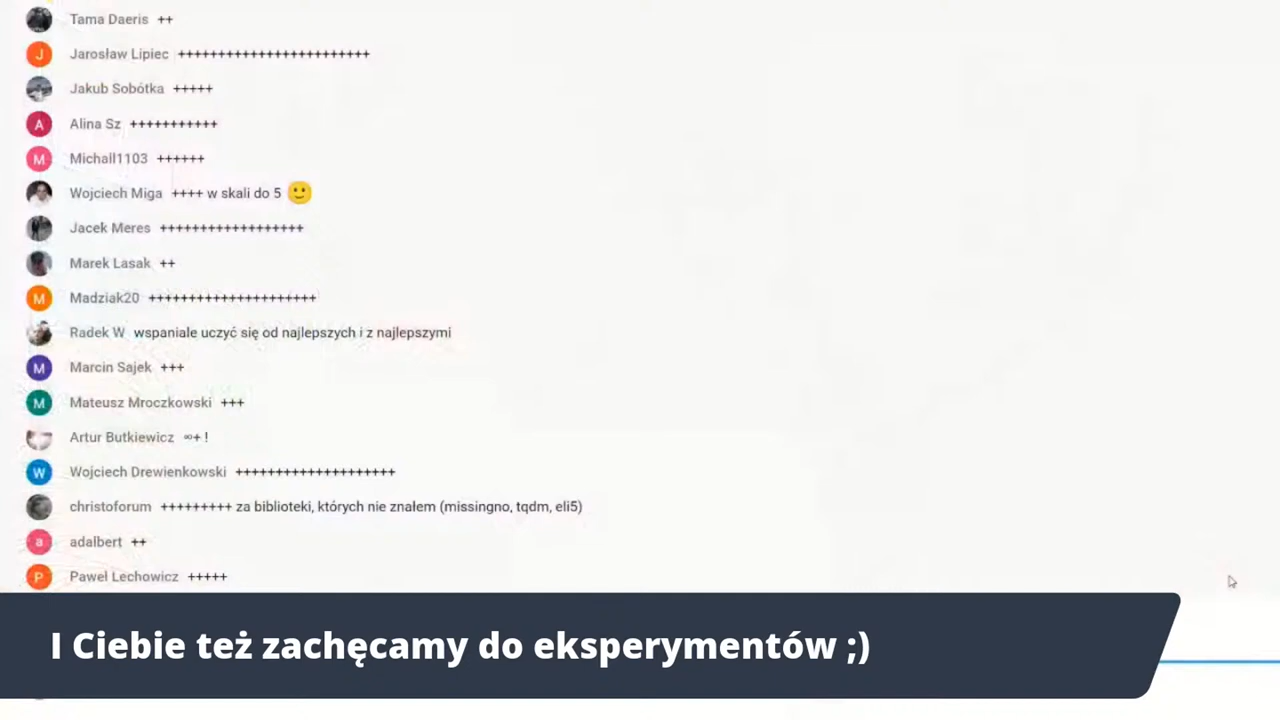 Tama Daeris ++
J Jarosław Lipiec ++++++++++++++++++++++++
Jakub Sobótka +++++
A Alina Sz +++++++++++
M Michall1103 ++++++
Wojciech Miga ++++ w skali do 5 🙂
Jacek Meres ++++++++++++++++++
Marek Lasak ++
M Madziak20 +++++++++++++++++++++
Radek W wspaniale uczyć się od najlepszych i z najlepszymi
M Marcin Sajek +++
M Mateusz Mroczkowski +++
Artur Butkiewicz ∞+ !
W Wojciech Drewienkowski ++++++++++++++++++++
christoforum +++++++++ za biblioteki, których nie znałem (missingno, tqdm, eli5)
a adalbert ++
P Paweł Lechowicz +++++
I Ciebie też zachęcamy do eksperymentów ;)